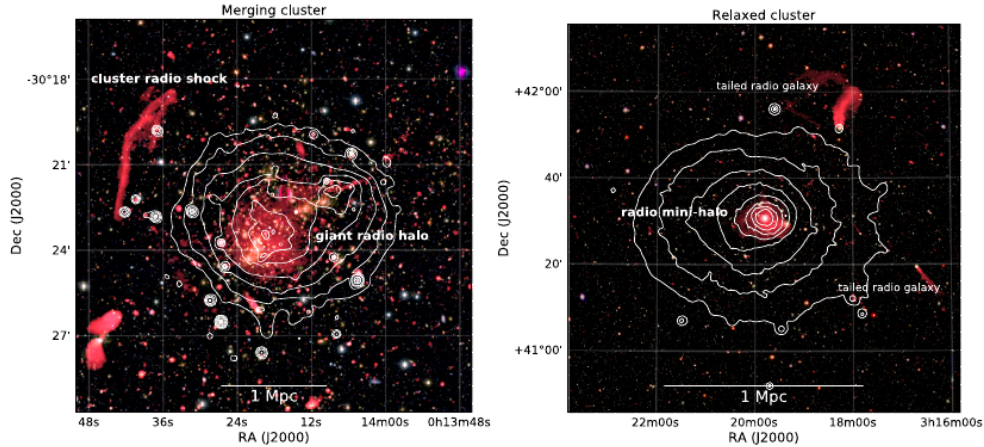 Merging cluster
cluster radio shock
giant radio halo
1 Mpc
-30°18'
21'
24'
27'
Dec (J2000)
48s
36s
24s
12s
14m00s
0h13m48s
RA (J2000)
Relaxed cluster
tailed radio galaxy
radio mini-halo
tailed radio galaxy
1 Mpc
+42°00'
40'
20'
+41°00'
Dec (J2000)
22m00s
20m00s
18m00s
3h16m00s
RA (J2000)